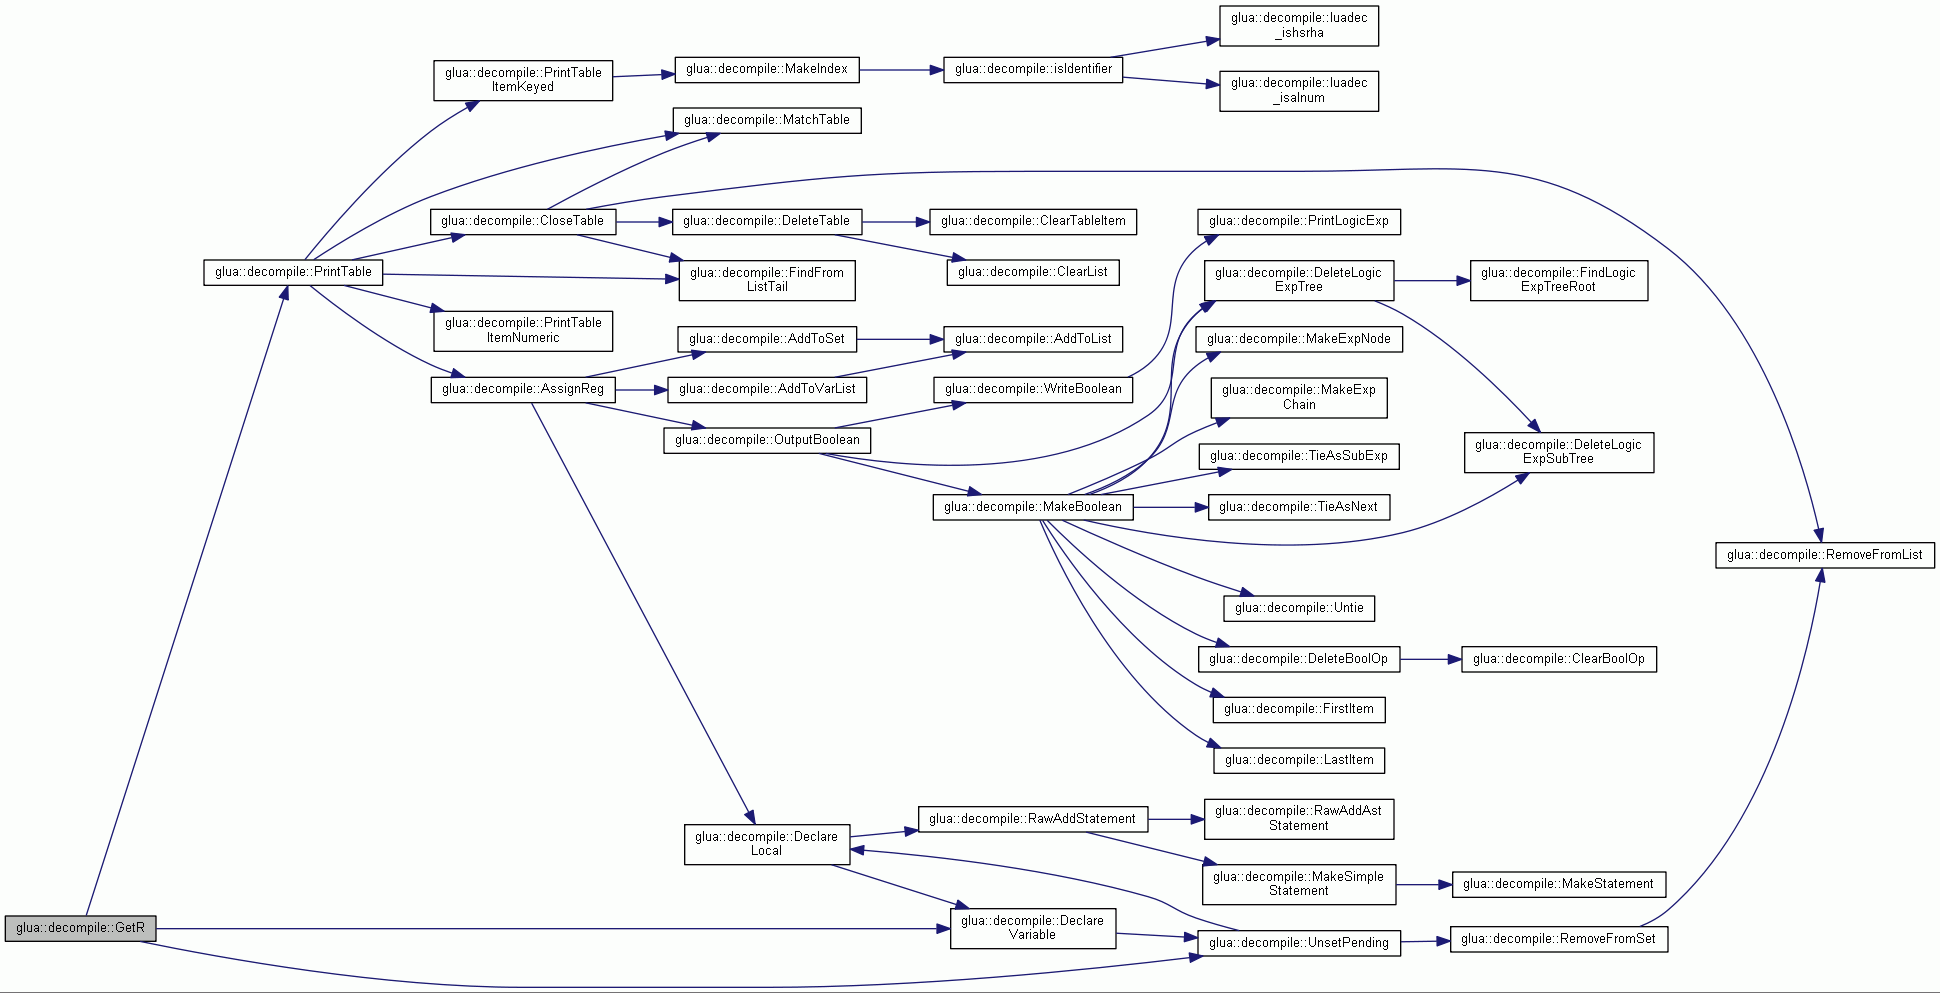 glua::decompile::luadec
_ishsrha
glua::decompile::PrintTable
ItemKeyed
glua::decompile::MakeIndex
glua::decompile::isIdentifier
glua::decompile::luadec
_isalnum
glua::decompile::MatchTable
glua::decompile::CloseTable
glua::decompile::DeleteTable
glua::decompile::ClearTableItem
glua::decompile::PrintLogicExp
glua::decompile::PrintTable
glua::decompile::FindFrom
ListTail
glua::decompile::ClearList
glua::decompile::DeleteLogic
ExpTree
glua::decompile::FindLogic
ExpTreeRoot
glua::decompile::PrintTable
ItemNumeric
glua::decompile::AddToSet
glua::decompile::AddToList
glua::decompile::MakeExpNode
glua::decompile::AssignReg
glua::decompile::AddToVarList
glua::decompile::WriteBoolean
glua::decompile::MakeExp
Chain
glua::decompile::OutputBoolean
glua::decompile::TieAsSubExp
glua::decompile::DeleteLogic
ExpSubTree
glua::decompile::MakeBoolean
glua::decompile::TieAsNext
glua::decompile::RemoveFromList
glua::decompile::Untie
glua::decompile::DeleteBoolOp
glua::decompile::ClearBoolOp
glua::decompile::FirstItem
glua::decompile::LastItem
glua::decompile::Declare
Local
glua::decompile::RawAddStatement
glua::decompile::RawAddAst
Statement
glua::decompile::MakeSimple
Statement
glua::decompile::MakeStatement
glua::decompile::GetR
glua::decompile::Declare
Variable
glua::decompile::UnsetPending
glua::decompile::RemoveFromSet